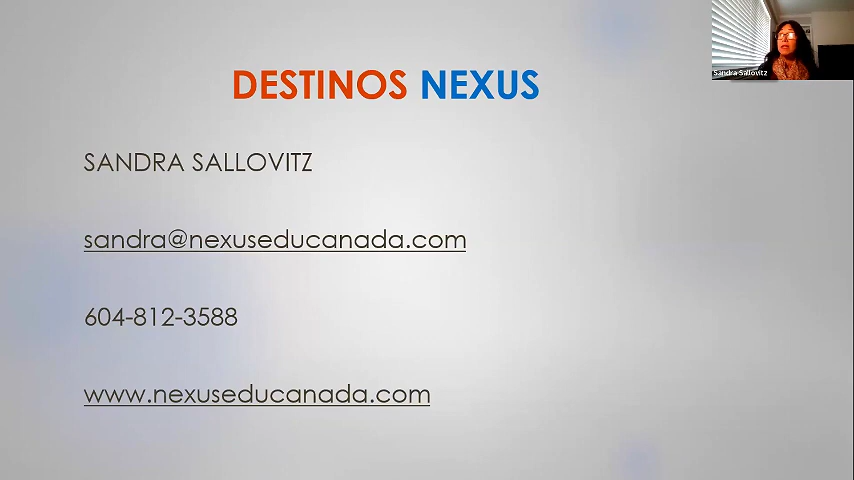 DESTINOS NEXUS
Sandra Sallovitz
SANDRA SALLOVITZ
sandra@nexuseducanada.com
604-812-3588
www.nexuseducanada.com